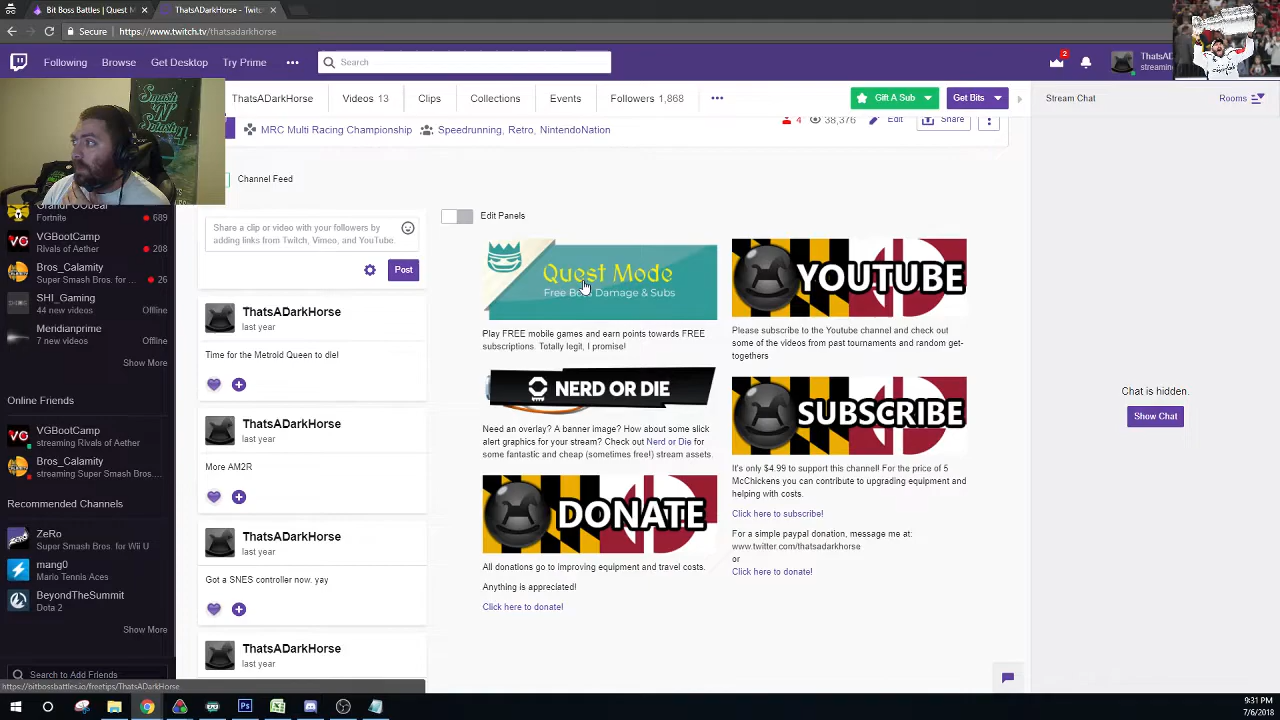 Bit Boss Battles | Quest M
ThatsADarkHorse - Twitc
Secure
https://www.twitch.tv/thatsadarkhorse
Following
Browse
Get Desktop
Try Prime
Search
2
ThatsAD
streaming
ThatsADarkHorse
Videos 13
Clips
Collections
Events
Followers 1,868
Gift A Sub
Get Bits
Stream Chat
Rooms
MRC Multi Racing Championship
Speedrunning, Retro, NintendoNation
4
38,376
Edit
Share
Channel Feed
Fortnite
689
VGBootCamp
Rivals of Aether
208
Bros_Calamity
Super Smash Bros. for ...
26
SHI_Gaming
44 new videos
Offline
Meridianprime
7 new videos
Offline
Show More
Online Friends
VGBootCamp
streaming Rivals of Aether
Bros_Calamity
streaming Super Smash Bros....
Recommended Channels
ZeRo
Super Smash Bros. for Wii U
mang0
Mario Tennis Aces
BeyondTheSummit
Dota 2
Show More
Search to Add Friends
https://bitbossbattles.io/freetips/ThatsADarkHorse
Share a clip or video with your followers by
adding links from Twitch, Vimeo, and YouTube.
Post
ThatsADarkHorse
last year
Time for the Metroid Queen to die!
ThatsADarkHorse
last year
More AM2R
ThatsADarkHorse
last year
Got a SNES controller now. yay
ThatsADarkHorse
last year
Edit Panels
Quest Mode
Free Boss Damage & Subs
Play FREE mobile games and earn points towards FREE
subscriptions. Totally legit, I promise!
NERD OR DIE
Need an overlay? A banner image? How about some slick
alert graphics for your stream? Check out Nerd or Die for
some fantastic and cheap (sometimes free!) stream assets.
DONATE
All donations go to improving equipment and travel costs.
Anything is appreciated!
Click here to donate!
YOUTUBE
Please subscribe to the Youtube channel and check out
some of the videos from past tournaments and random get-
togethers
SUBSCRIBE
It's only $4.99 to support this channel! For the price of 5
McChickens you can contribute to upgrading equipment and
helping with costs.
Click here to subscribe!
For a simple paypal donation, message me at:
www.twitter.com/thatsadarkhorse
or
Click here to donate!
Chat is hidden.
Show Chat
9:31 PM
7/6/2018